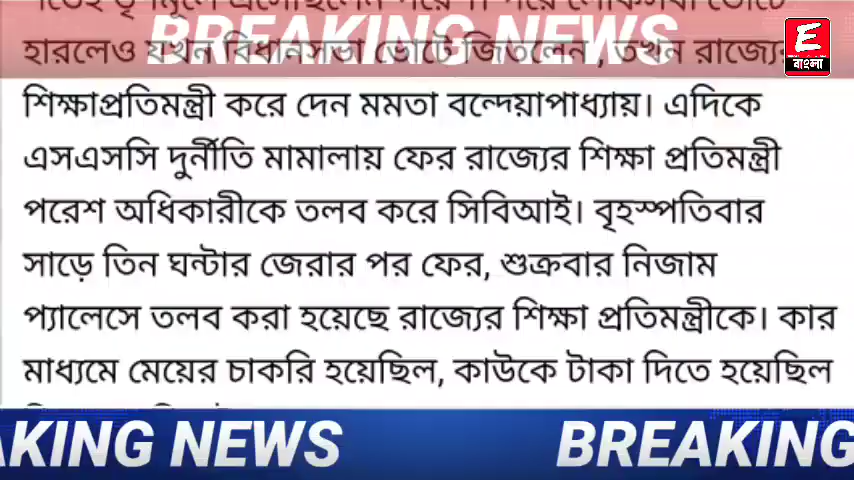 BREAKING NEWS
E
বাংলা
হারলেও যখন বিধানসভা ভোটে জিতলেন, তখন রাজ্যের
শিক্ষাপ্রতিমন্ত্রী করে দেন মমতা বন্দেয়াপাধ্যায়। এদিকে
এসএসসি দুর্নীতি মামালায় ফের রাজ্যের শিক্ষা প্রতিমন্ত্রী
পরেশ অধিকারীকে তলব করে সিবিআই। বৃহস্পতিবার
সাড়ে তিন ঘন্টার জেরার পর ফের, শুক্রবার নিজাম
প্যালেসে তলব করা হয়েছে রাজ্যের শিক্ষা প্রতিমন্ত্রীকে। কার
মাধ্যমে মেয়ের চাকরি হয়েছিল, কাউকে টাকা দিতে হয়েছিল
AKING NEWS BREAKING